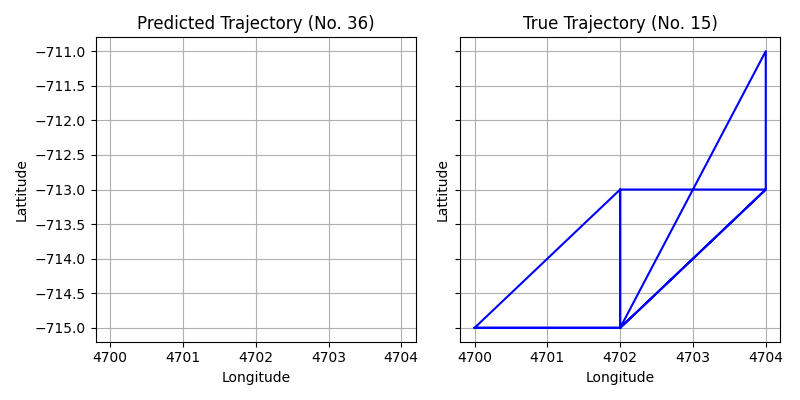 Predicted Trajectory (No. 36)
True Trajectory (No. 15)
−711.0
−711.5
−712.0
−712.5
−713.0
−713.5
−714.0
−714.5
−715.0
Lattitude
Lattitude
4700 4701 4702 4703 4704
4700 4701 4702 4703 4704
Longitude
Longitude